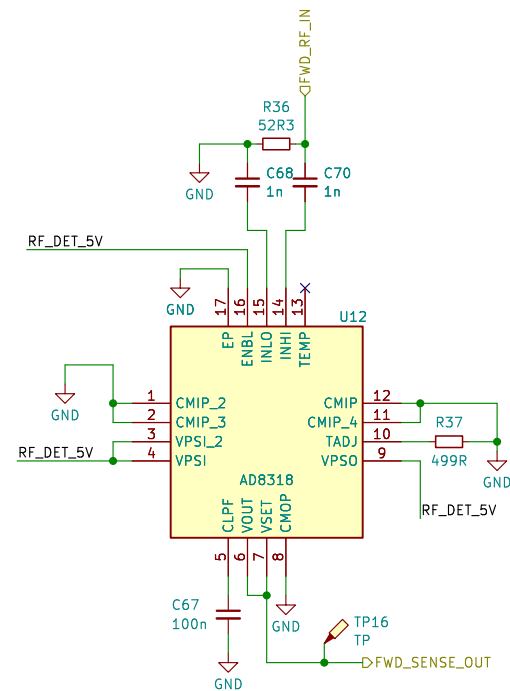 FWD_RF_IN
R36
52R3
C68
1n
C70
1n
GND
RF_DET_5V
GND
17
16
15
14
13
U12
EP
ENBL
INLO
INHI
TEMP
GND
1
CMIP_2
2
CMIP_3
3
VPSI_2
4
VPSI
RF_DET_5V
CMIP
12
CMIP_4
11
TADJ
10
VPSO
9
R37
499R
GND
RF_DET_5V
AD8318
CLPF
VOUT
VSET
CMOP
5
6
7
8
C67
100n
GND
GND
TP16
TP
FWD_SENSE_OUT